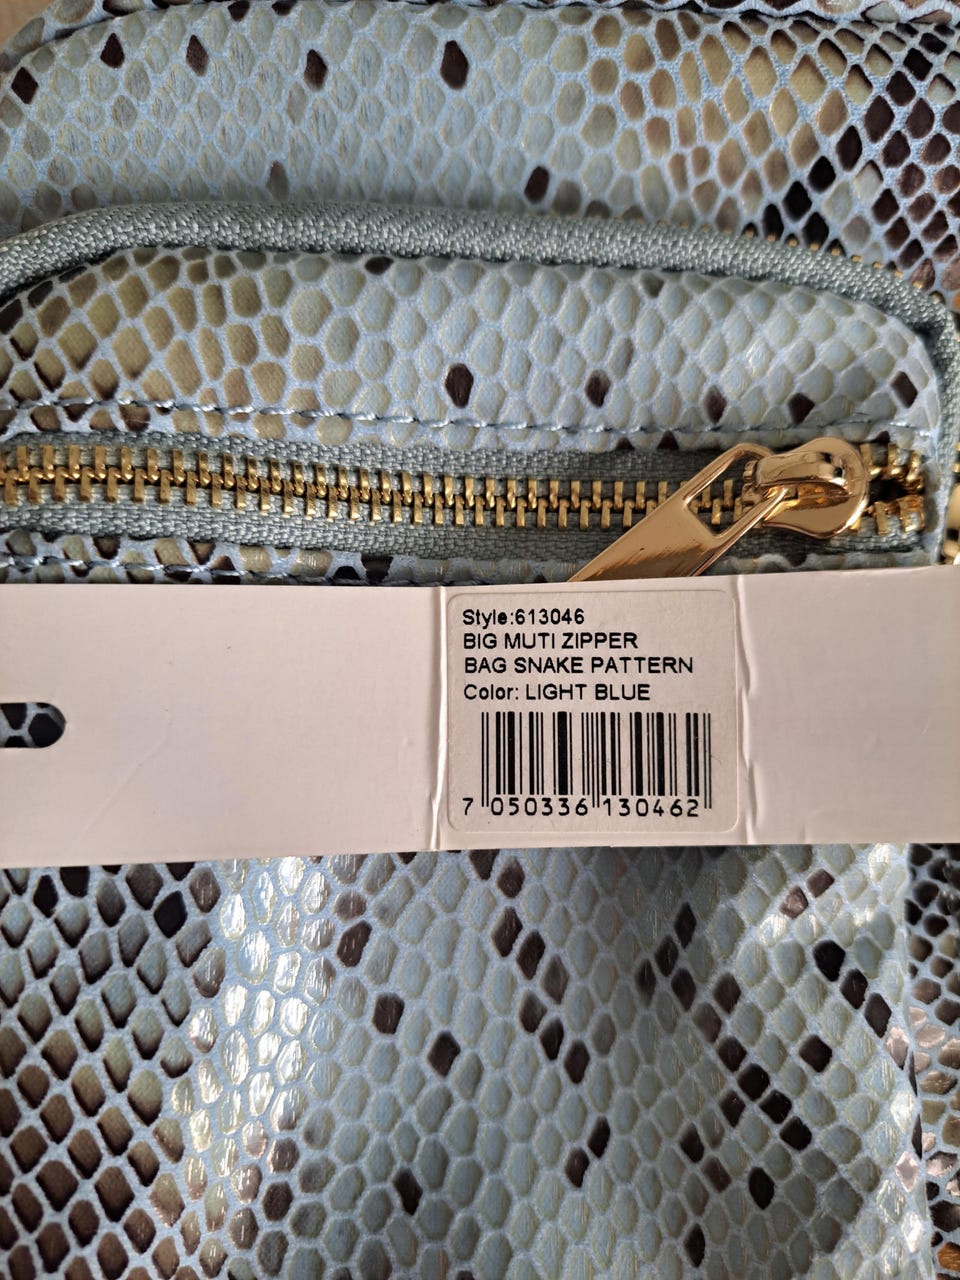 Style:613046
BIG MUTI ZIPPER
BAG SNAKE PATTERN
Color: LIGHT BLUE
7 050336 130462